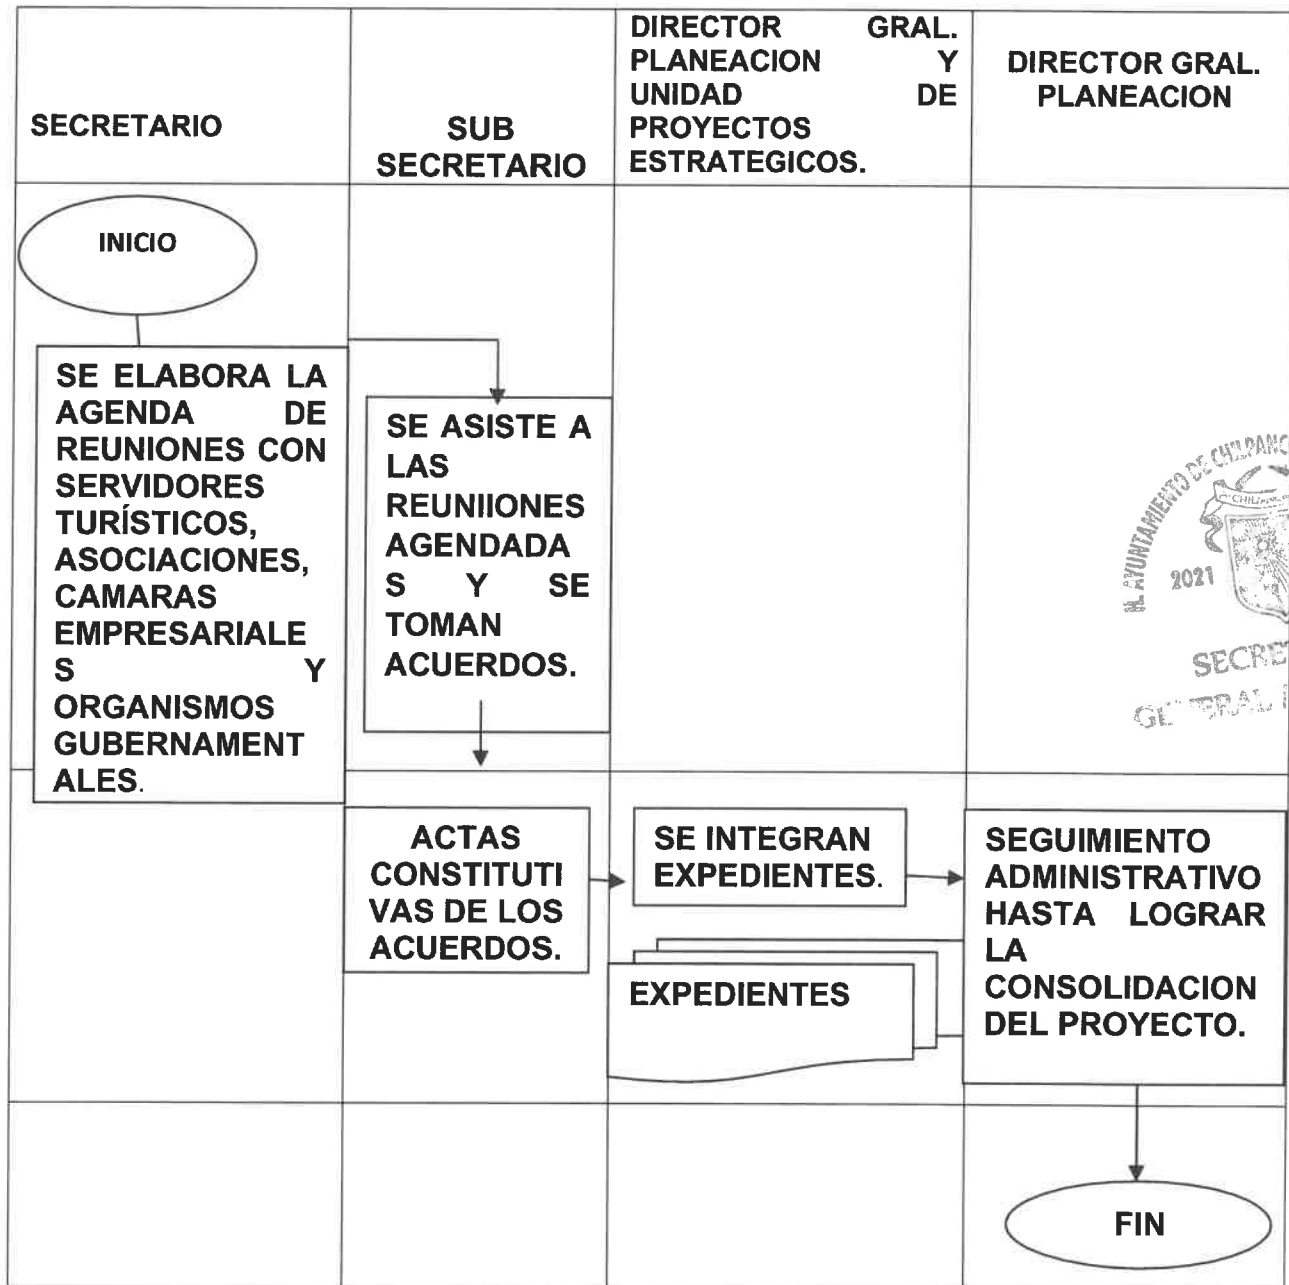 SECRETARIO
SUB
SECRETARIO
DIRECTOR GRAL.
PLANEACION Y
UNIDAD DE
PROYECTOS
ESTRATEGICOS.
DIRECTOR GRAL.
PLANEACION
INICIO
SE ELABORA LA
AGENDA DE
REUNIONES CON
SERVIDORES
TURÍSTICOS,
ASOCIACIONES,
CAMARAS
EMPRESARIALE
S Y
ORGANISMOS
GUBERNAMENT
ALES.
SE ASISTE A
LAS
REUNIIONES
AGENDADA
S Y SE
TOMAN
ACUERDOS.
AYUNTAMIENTO DE
2021
ACTAS
CONSTITUTI
VAS DE LOS
ACUERDOS.
SE INTEGRAN
EXPEDIENTES.
EXPEDIENTES
SEGUIMIENTO
ADMINISTRATIVO
HASTA LOGRAR
LA
CONSOLIDACION
DEL PROYECTO.
FIN